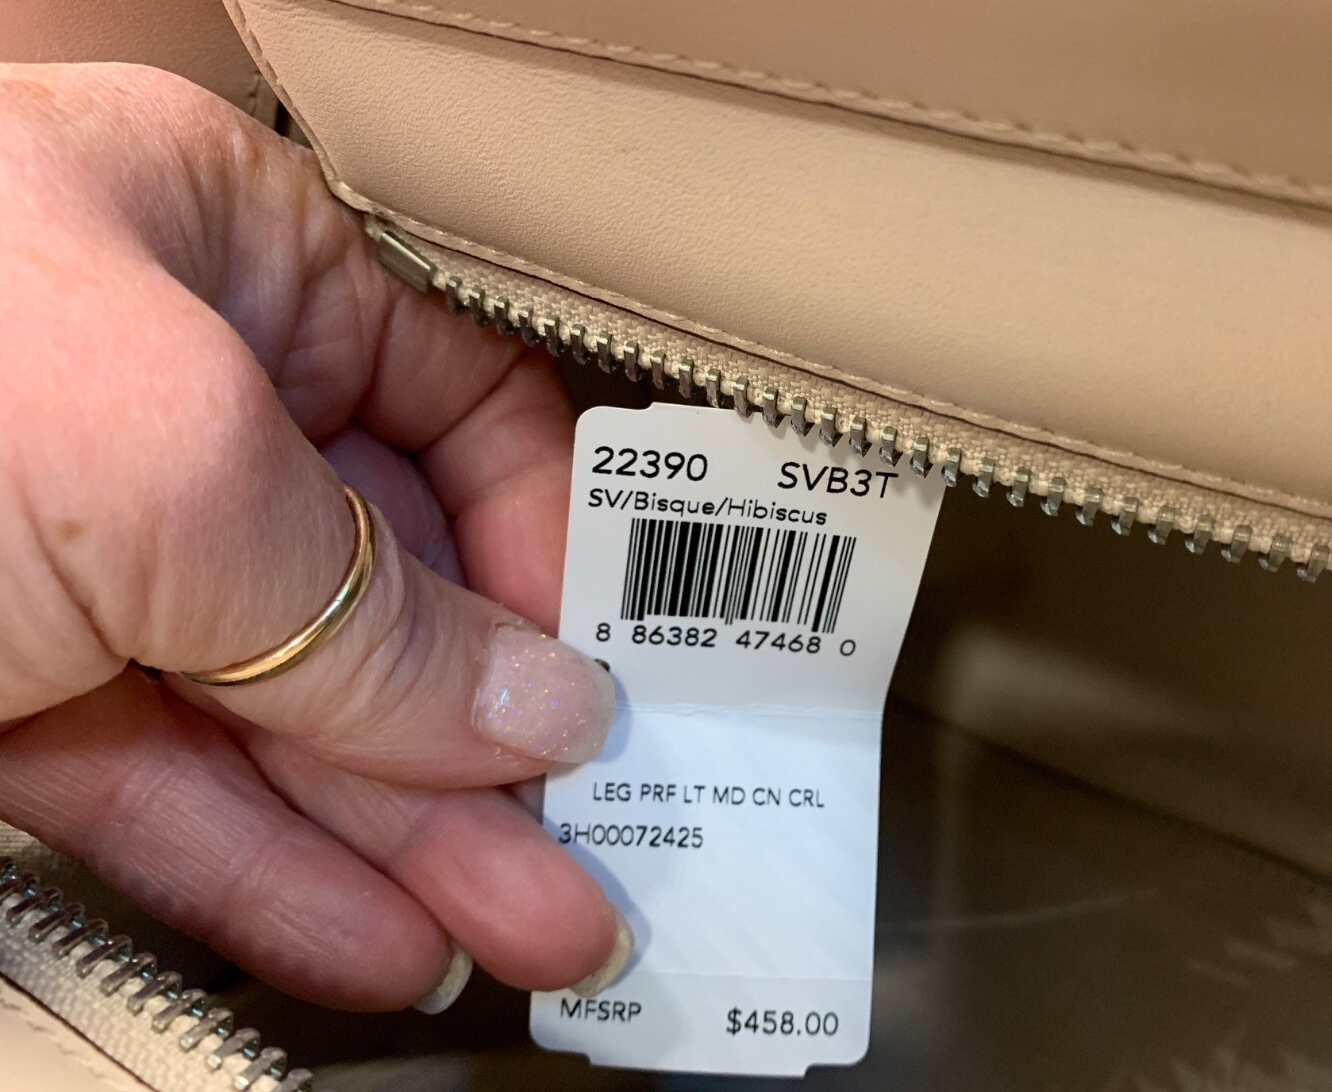 22390 SVB3T
SV/Bisque/Hibiscus
8 86382 47468 0
LEG PRF LT MD CN CRL
3H00072425
MFSRP $458.00